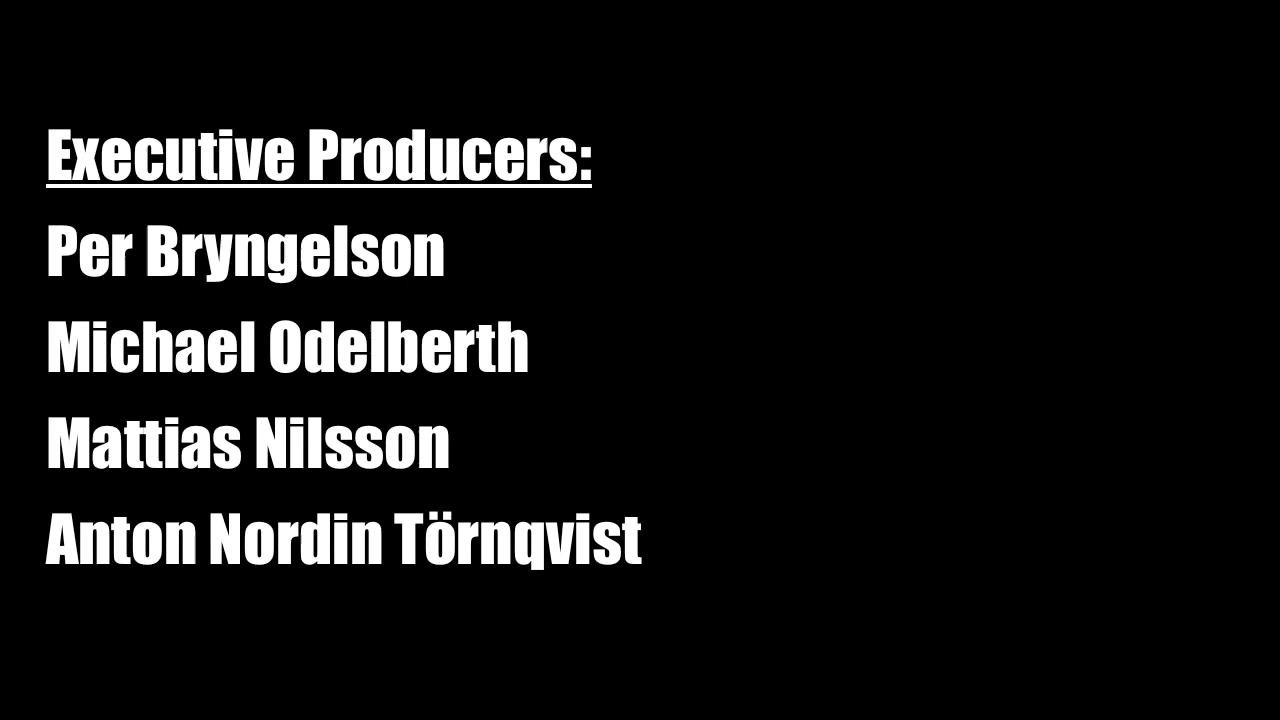 Executive Producers:
Per Bryngelson
Michael Odelberth
Mattias Nilsson
Anton Nordin Törnqvist